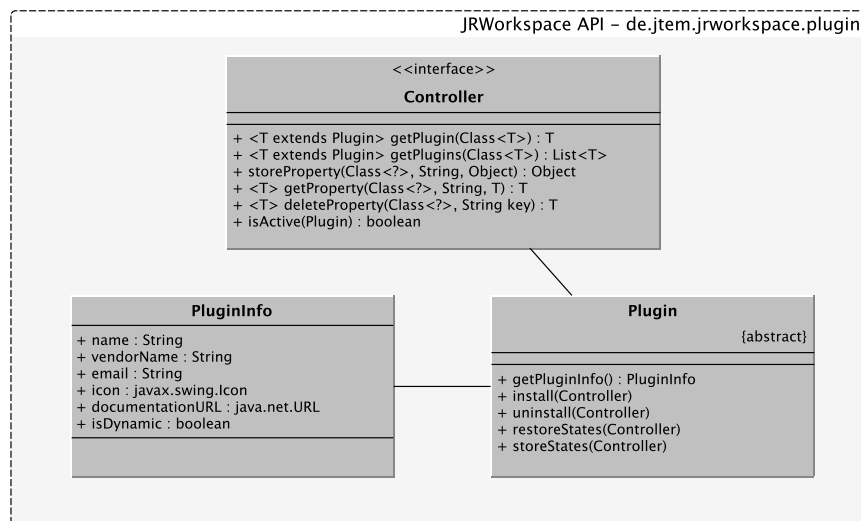 JRWorkspace API – de.jtem.jrworkspace.plugin
<<interface>>
Controller
+ <T extends Plugin> getPlugin(Class<T>) : T
+ <T extends Plugin> getPlugins(Class<T>) : List<T>
+ storeProperty(Class<?>, String, Object) : Object
+ <T> getProperty(Class<?>, String, T) : T
+ <T> deleteProperty(Class<?>, String key) : T
+ isActive(Plugin) : boolean
PluginInfo
+ name : String
+ vendorName : String
+ email : String
+ icon : javax.swing.Icon
+ documentationURL : java.net.URL
+ isDynamic : boolean
Plugin
{abstract}
+ getPluginInfo() : PluginInfo
+ install(Controller)
+ uninstall(Controller)
+ restoreStates(Controller)
+ storeStates(Controller)